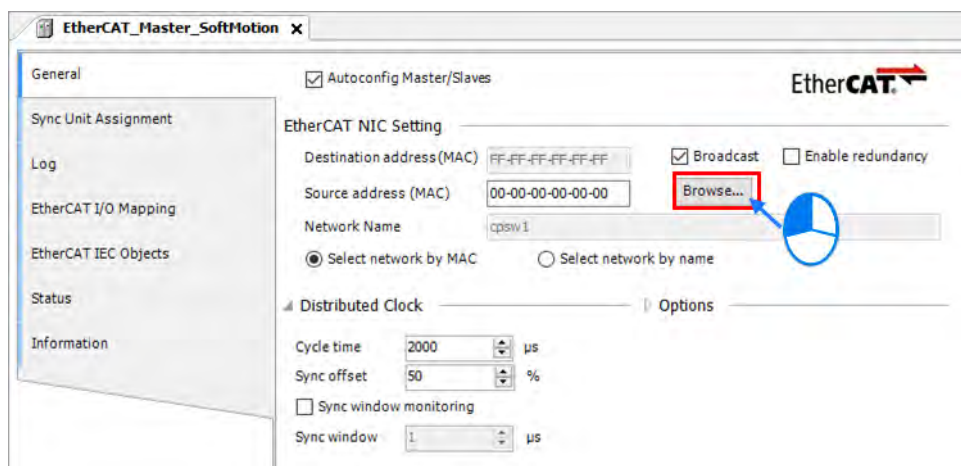 EtherCAT_Master_SoftMotion x
General
Autoconfig Master/Slaves
EtherCAT.
Sync Unit Assignment
EtherCAT NIC Setting
Destination address (MAC) FF-FF-FF-FF-FF-FF Broadcast Enable redundancy
Log
Source address (MAC) 00-00-00-00-00-00 Browse...
EtherCAT I/O Mapping
Network Name cpsw1
EtherCAT IEC Objects
Select network by MAC Select network by name
Status
Distributed Clock Options
Information
Cycle time 2000 µs
Sync offset 50 %
Sync window monitoring
Sync window 1 µs